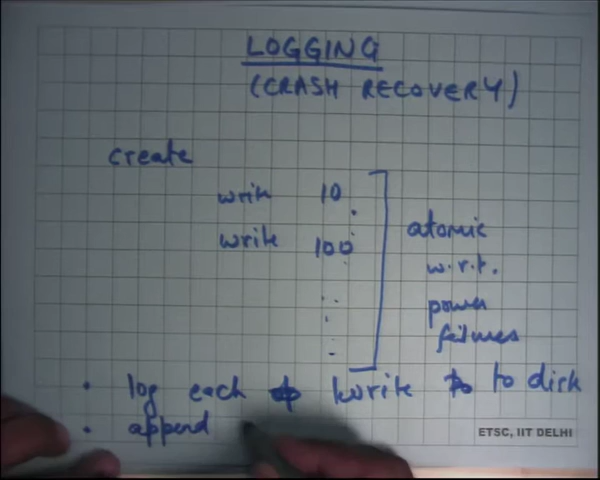 LOGGING
(CRASH RECOVERY)
create
write 10
write 100
atomic
w.r.t.
power
failures
• log each write to disk
• append
ETSC, IIT DELHI